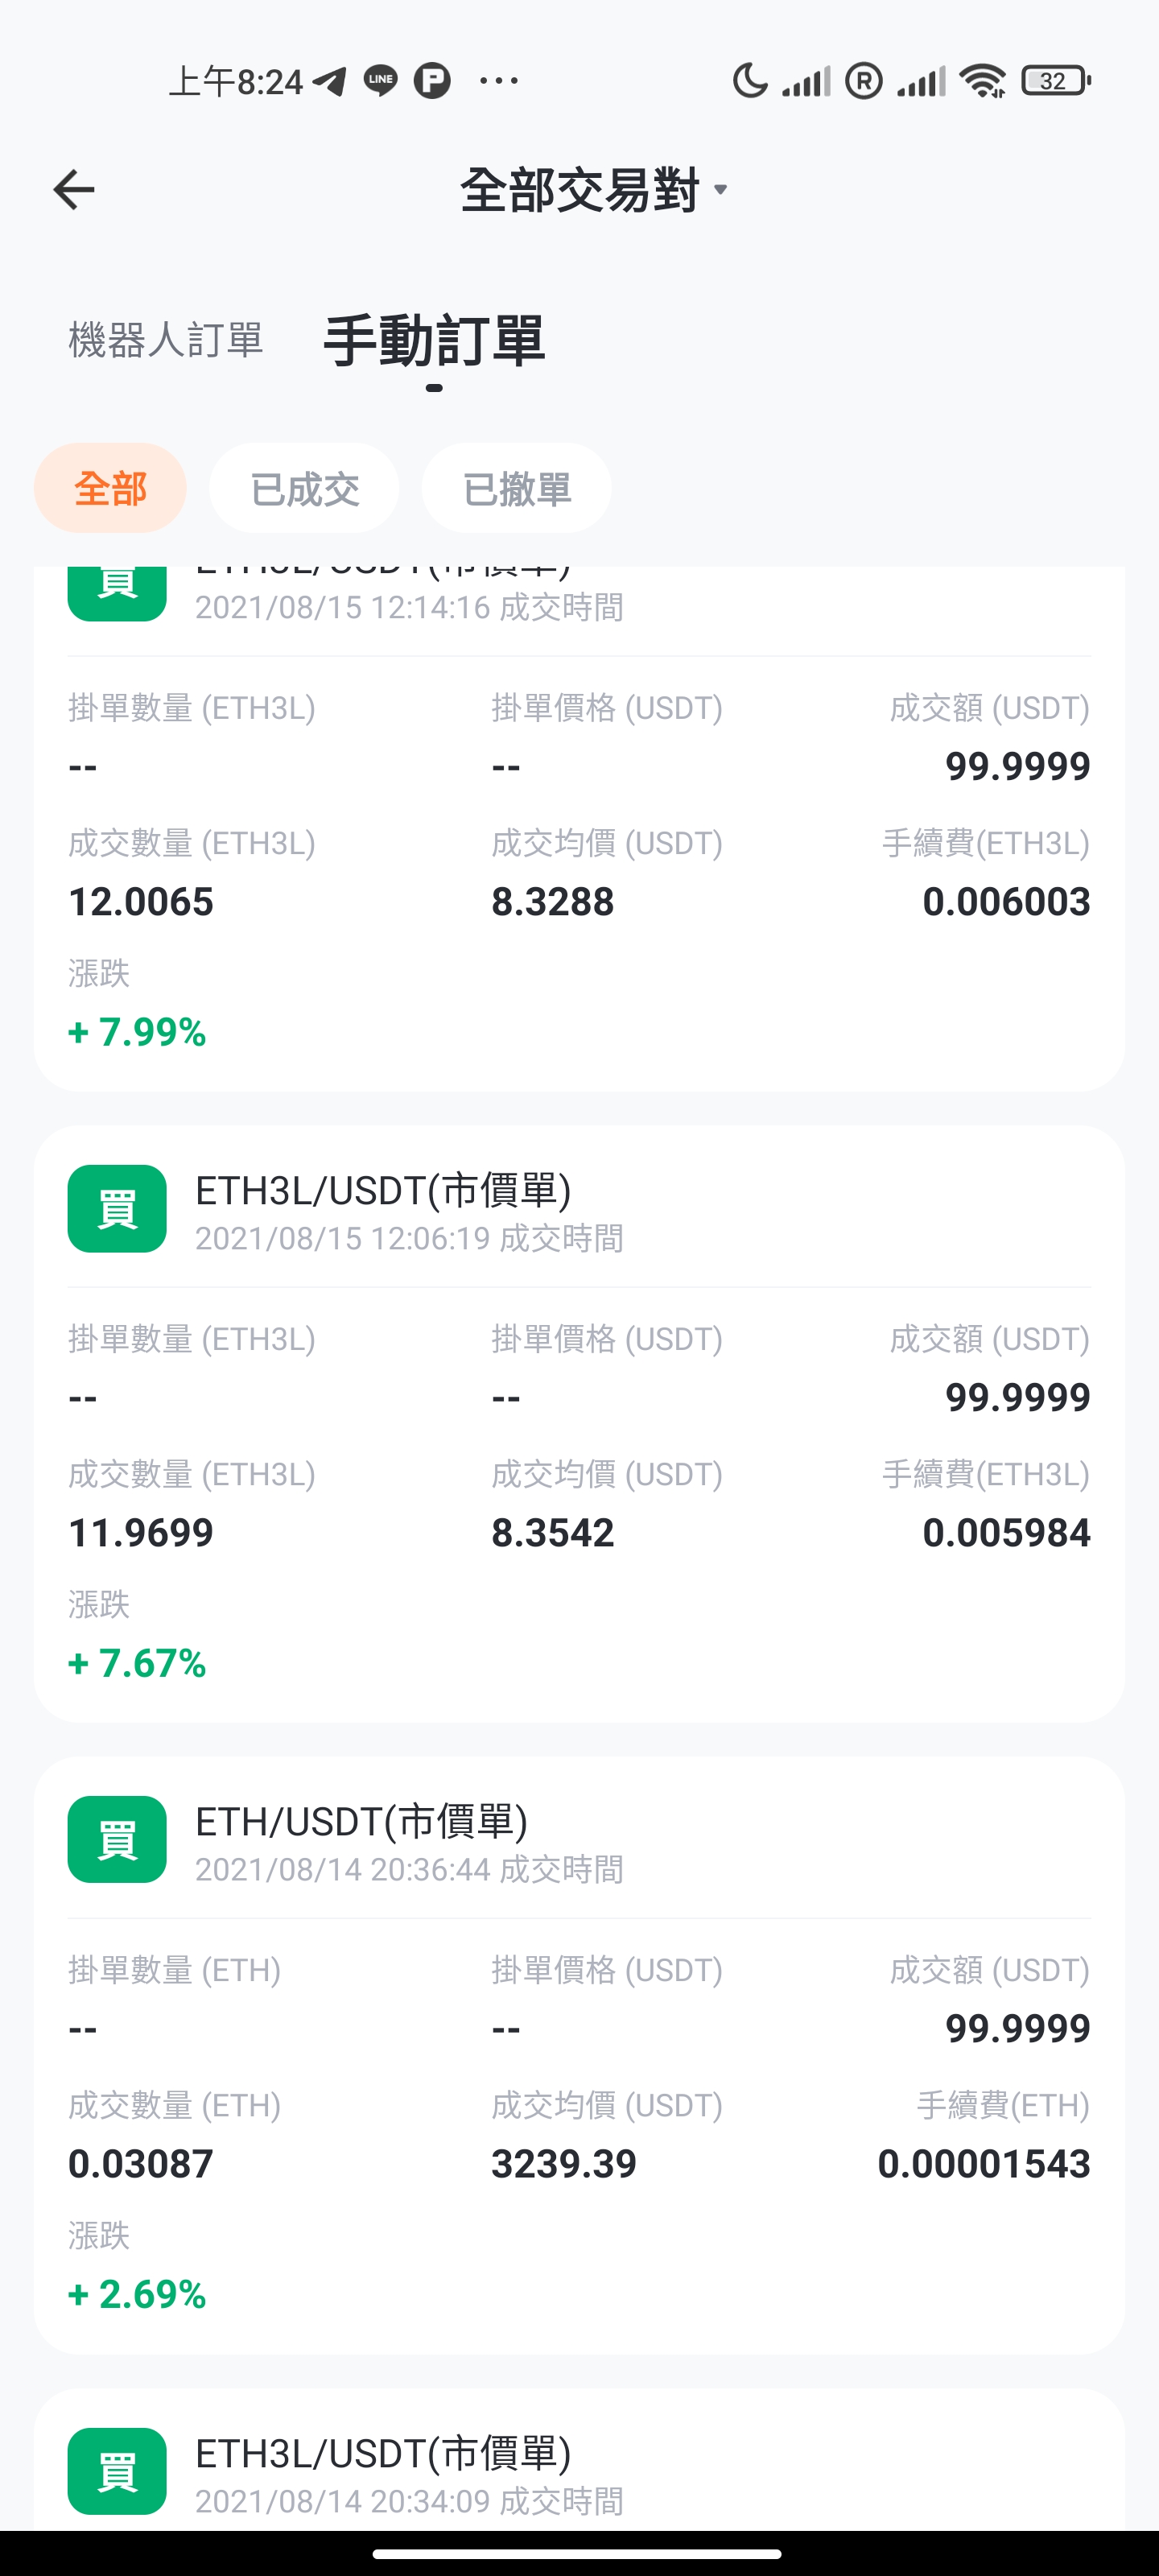 上午8:24 LINE P ... R 32
全部交易對
機器人訂單 手動訂單
全部 已成交 已撤單
買 ETH3L/USDT(市價單)
2021/08/15 12:14:16 成交時間
掛單數量 (ETH3L) 掛單價格 (USDT) 成交額 (USDT)
-- -- 99.9999
成交數量 (ETH3L) 成交均價 (USDT) 手續費(ETH3L)
12.0065 8.3288 0.006003
漲跌
+ 7.99%
買 ETH3L/USDT(市價單)
2021/08/15 12:06:19 成交時間
掛單數量 (ETH3L) 掛單價格 (USDT) 成交額 (USDT)
-- -- 99.9999
成交數量 (ETH3L) 成交均價 (USDT) 手續費(ETH3L)
11.9699 8.3542 0.005984
漲跌
+ 7.67%
買 ETH/USDT(市價單)
2021/08/14 20:36:44 成交時間
掛單數量 (ETH) 掛單價格 (USDT) 成交額 (USDT)
-- -- 99.9999
成交數量 (ETH) 成交均價 (USDT) 手續費(ETH)
0.03087 3239.39 0.00001543
漲跌
+ 2.69%
買 ETH3L/USDT(市價單)
2021/08/14 20:34:09 成交時間